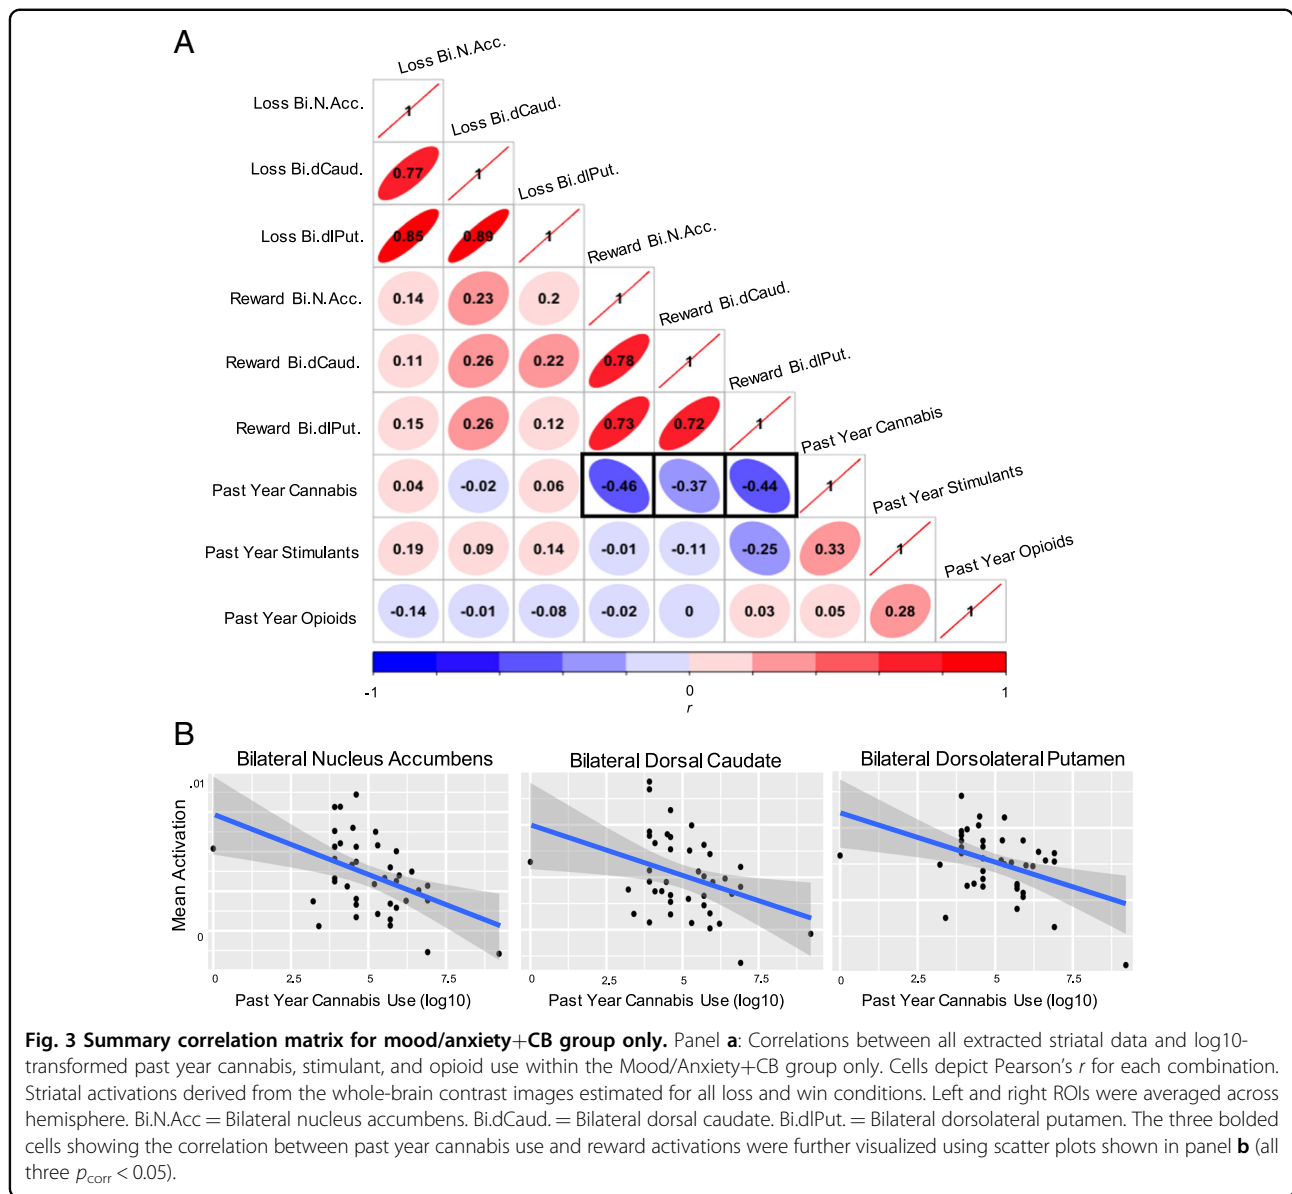 A
Loss Bi.N.Acc.
Loss Bi.N.Acc. 1 Loss Bi.dCaud.
Loss Bi.dCaud. 0.77 1 Loss Bi.dlPut.
Loss Bi.dlPut. 0.85 0.89 1 Reward Bi.N.Acc.
Reward Bi.N.Acc. 0.14 0.23 0.2 1 Reward Bi.dCaud.
Reward Bi.dCaud. 0.11 0.26 0.22 0.78 1 Reward Bi.dlPut.
Reward Bi.dlPut. 0.15 0.26 0.12 0.73 0.72 1 Past Year Cannabis
Past Year Cannabis 0.04 -0.02 0.06 -0.46 -0.37 -0.44 1 Past Year Stimulants
Past Year Stimulants 0.19 0.09 0.14 -0.01 -0.11 -0.25 0.33 1 Past Year Opioids
Past Year Opioids -0.14 -0.01 -0.08 -0.02 0 0.03 0.05 0.28 1
-1 0 1
r
B
Bilateral Nucleus Accumbens Bilateral Dorsal Caudate Bilateral Dorsolateral Putamen
.01
Mean Activation
0
0 2.5 5 7.5 0 2.5 5 7.5 0 2.5 5 7.5
Past Year Cannabis Use (log10) Past Year Cannabis Use (log10) Past Year Cannabis Use (log10)
Fig. 3 Summary correlation matrix for mood/anxiety+CB group only. Panel a: Correlations between all extracted striatal data and log10-
transformed past year cannabis, stimulant, and opioid use within the Mood/Anxiety+CB group only. Cells depict Pearson's r for each combination.
Striatal activations derived from the whole-brain contrast images estimated for all loss and win conditions. Left and right ROIs were averaged across
hemisphere. Bi.N.Acc = Bilateral nucleus accumbens. Bi.dCaud. = Bilateral dorsal caudate. Bi.dlPut. = Bilateral dorsolateral putamen. The three bolded
cells showing the correlation between past year cannabis use and reward activations were further visualized using scatter plots shown in panel b (all
three pcorr < 0.05).